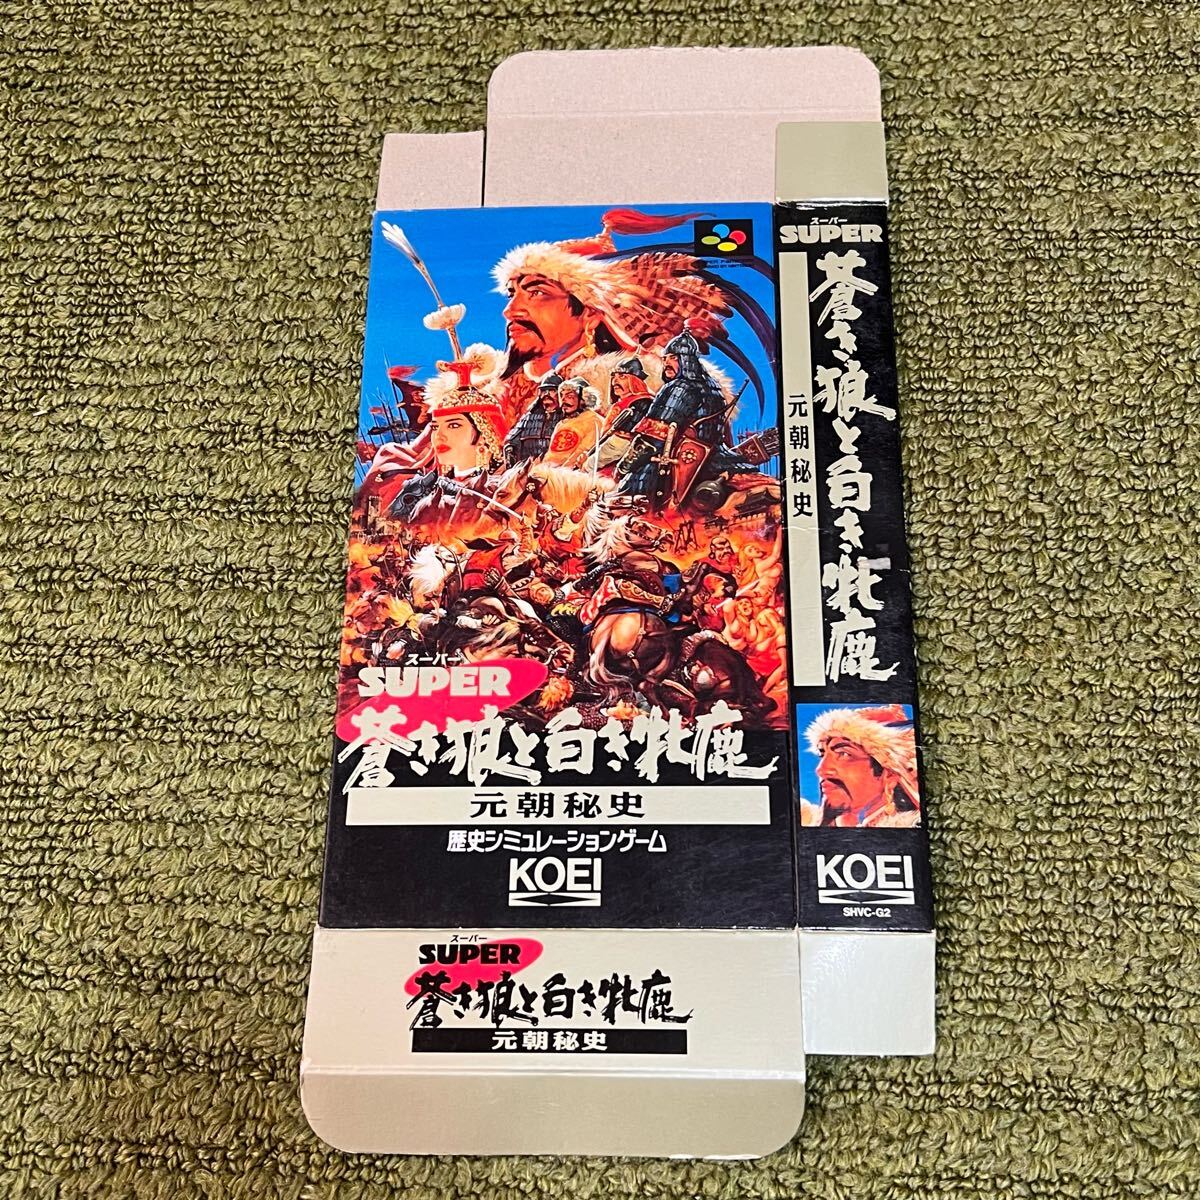 スーパー
SUPER
蒼き狼と白き牝鹿
元朝秘史
歴史シミュレーションゲーム
KOEI
スーパー
SUPER
蒼き狼と白き牝鹿
元朝秘史
KOEI
SHVC-G2
スーパー
SUPER
蒼き狼と白き牝鹿
元朝秘史